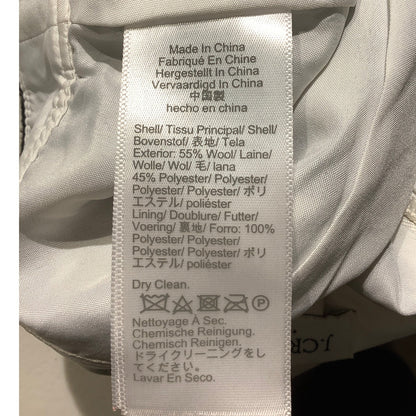 Made In China
Fabriqué En Chine
Hergestellt In China
Vervaardigd In China
中国製
hecho en china
Shell/ Tissu Principal/ Shell/
Bovenstof/ 表地/ Tela
Exterior: 55% Wool/ Laine/
Wolle/ Wol/ 毛/ lana
45% Polyester/ Polyester/
Polyester/ Polyester/ ポリ
エステル/ poliéster
Lining/ Doublure/ Futter/
Voering/ 裏地/ Forro: 100%
Polyester/ Polyester/
Polyester/ Polyester/ ポリ
エステル/ poliéster
Dry Clean.
P
Nettoyage À Sec.
Chemische Reinigung.
Chemisch Reinigen.
ドライクリーニングをし
てください。
Lavar En Seco.
J.CR